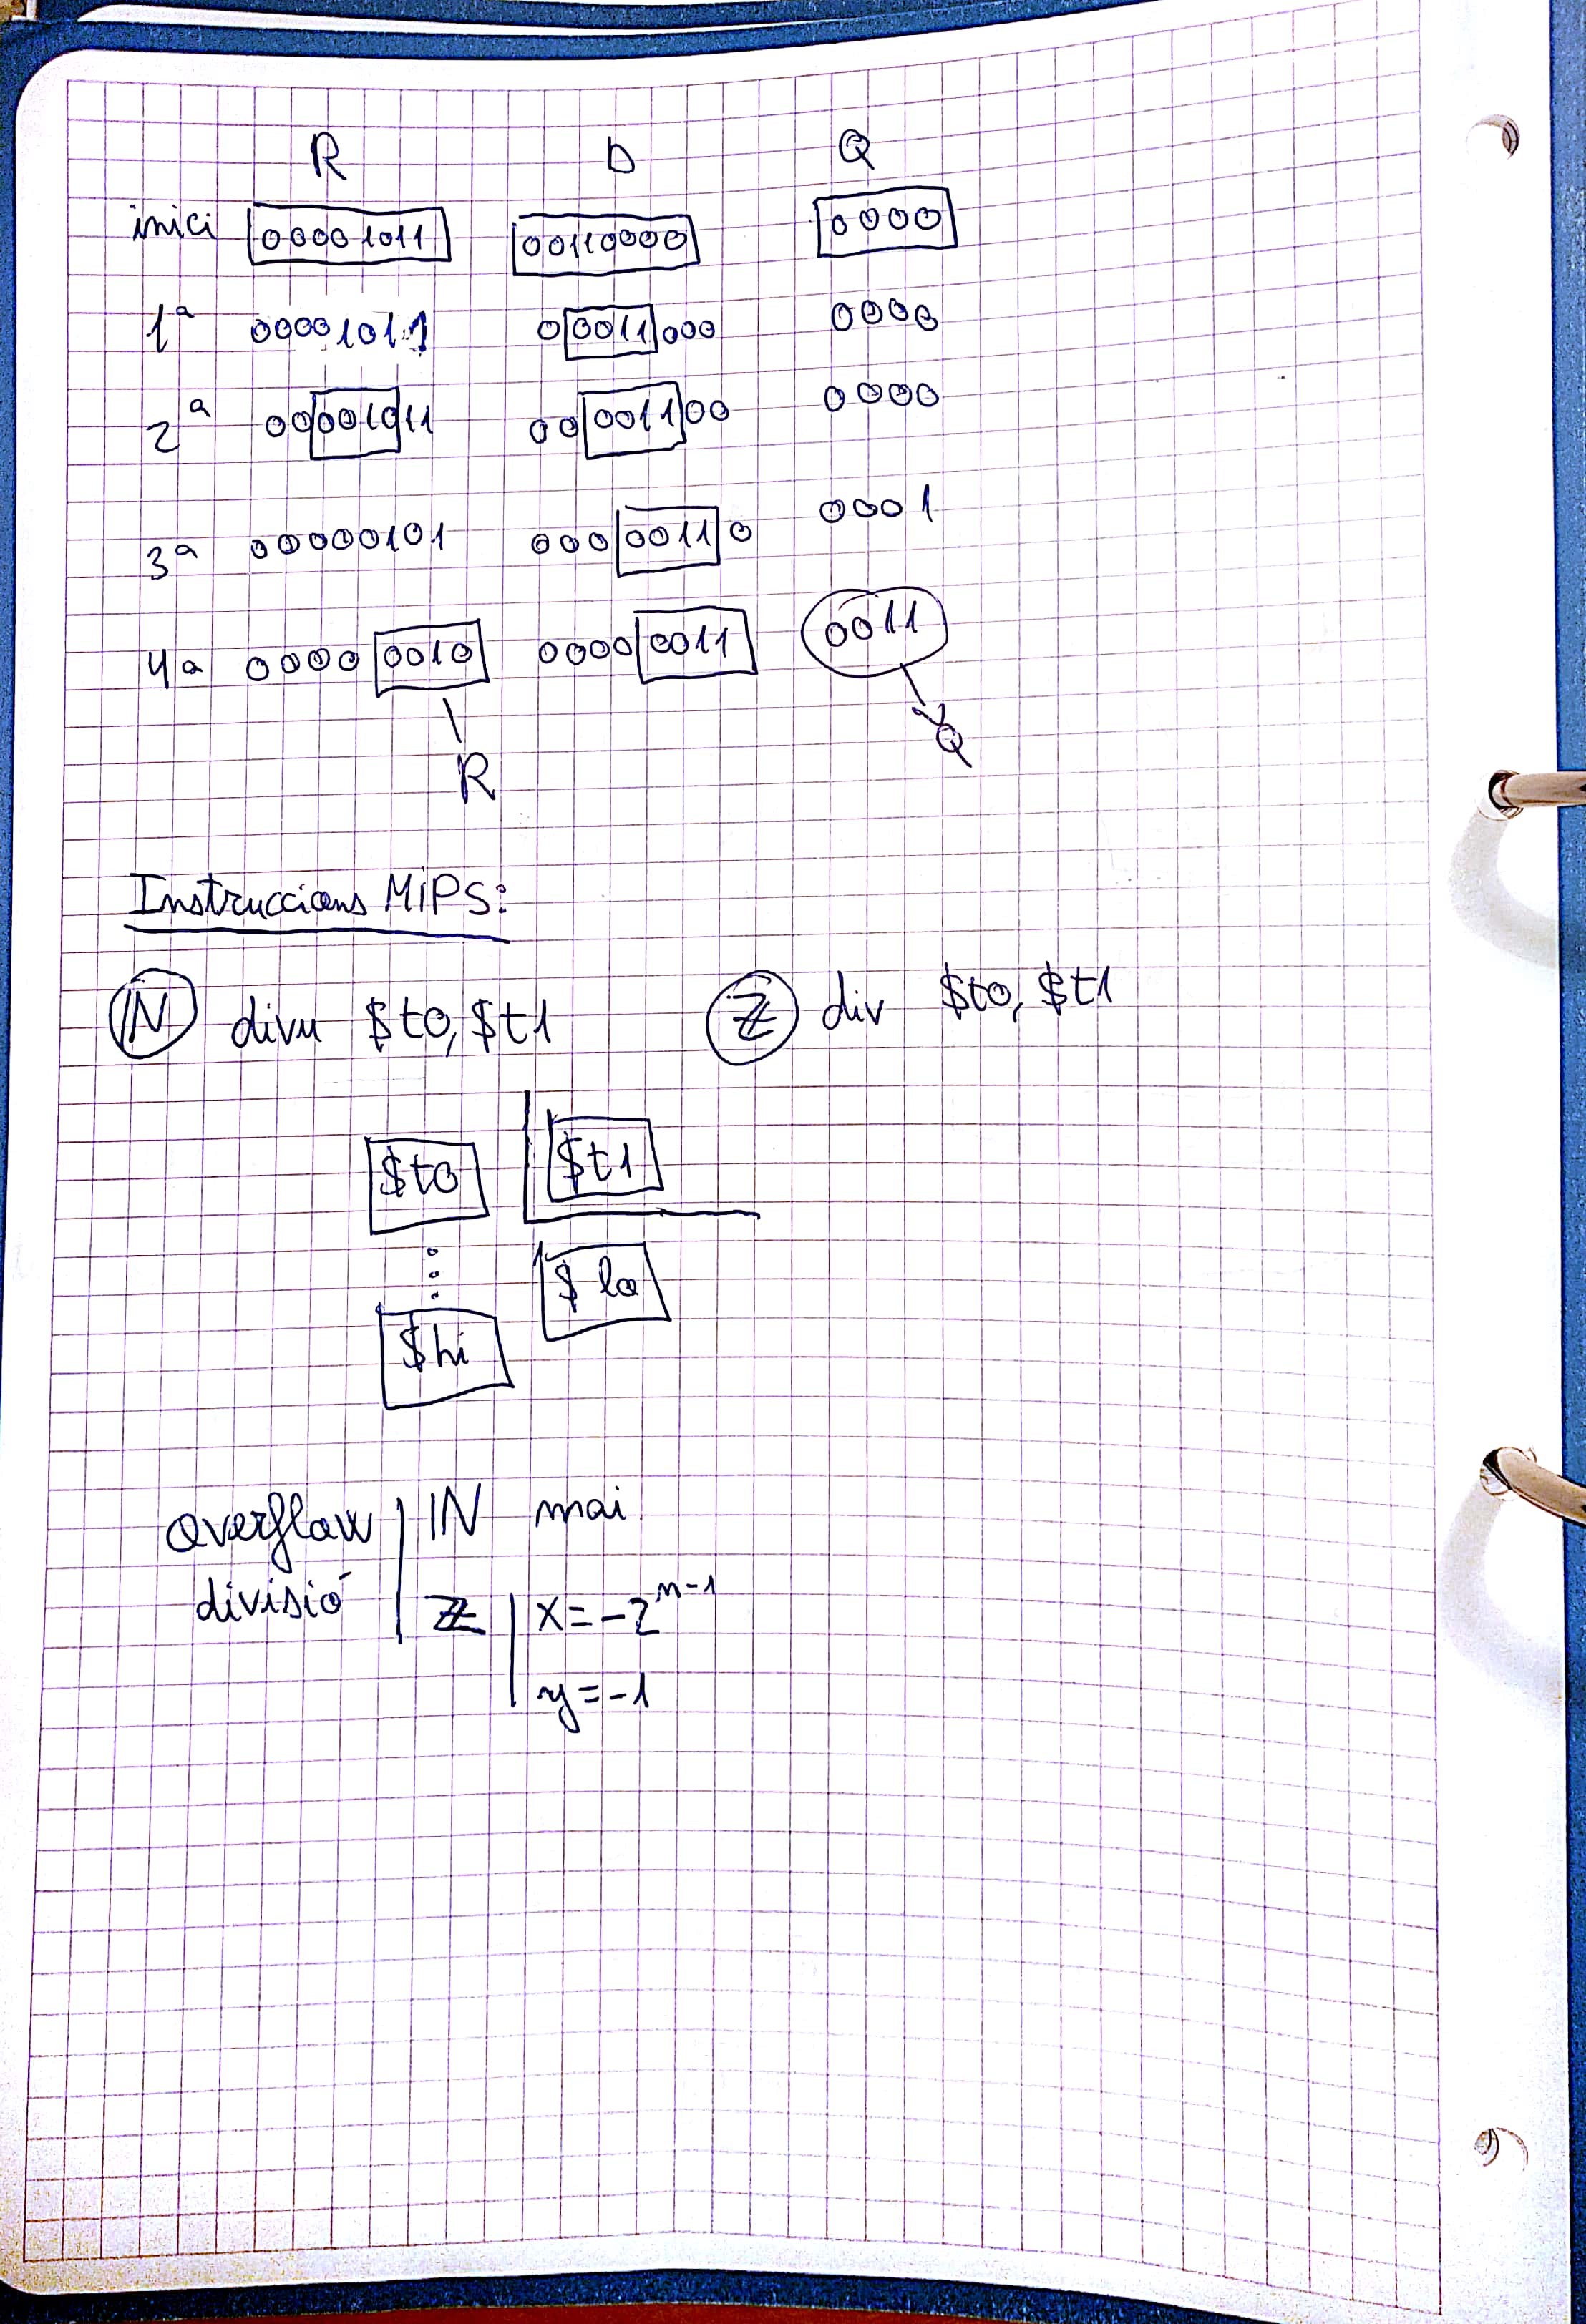 R D Q
inici 00001011 00110000 0000
1ª 00001011 00011000 0000
2ª 00001011 00001100 0000
3ª 00000101 00000110 0001
4ª 00000010 00000011 0011
R Q
Instruccions MIPS:
IN divu $t0, $t1 Z div $t0, $t1
$t0 $t1
$lo
$hi
Overflow IN mai
divisió Z x=-2^n-1
y=-1